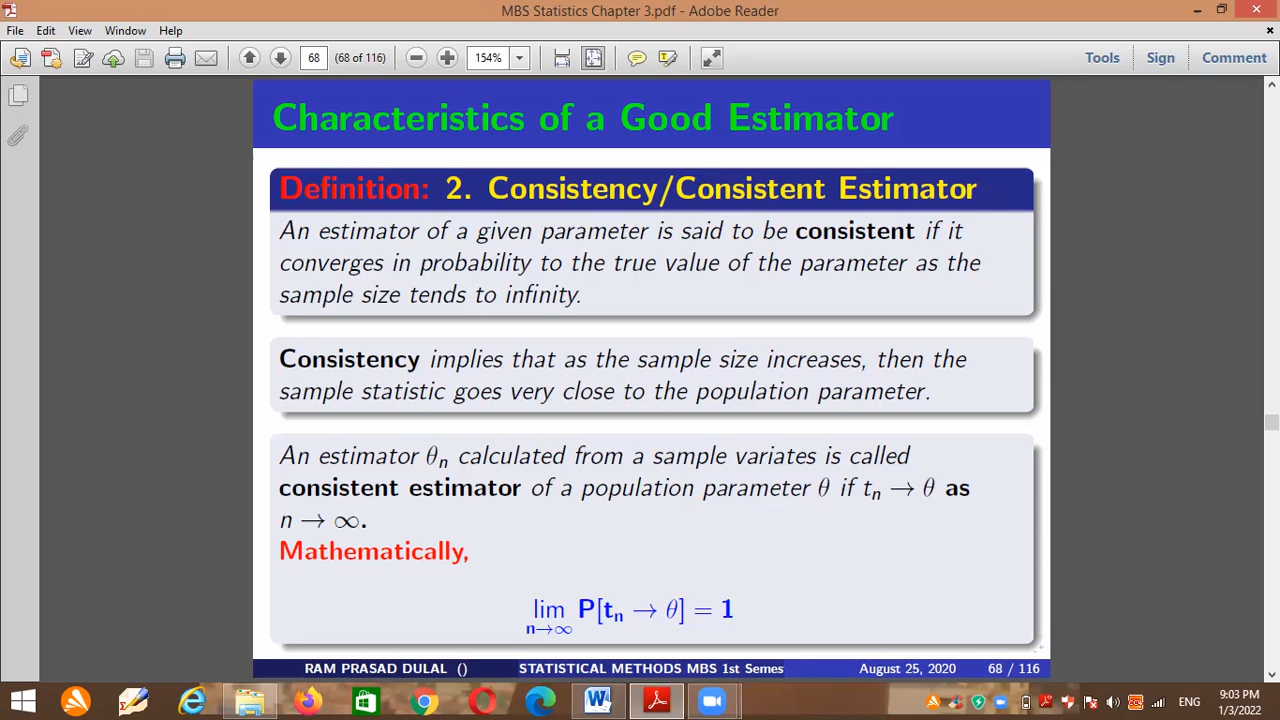 MBS Statistics Chapter 3.pdf - Adobe Reader
File Edit View Window Help
68 (68 of 116) 154% Tools Sign Comment
Characteristics of a Good Estimator
Definition: 2. Consistency/Consistent Estimator
An estimator of a given parameter is said to be consistent if it
converges in probability to the true value of the parameter as the
sample size tends to infinity.
Consistency implies that as the sample size increases, then the
sample statistic goes very close to the population parameter.
An estimator θn calculated from a sample variates is called
consistent estimator of a population parameter θ if tn → θ as
n → ∞.
Mathematically,
lim P[tn → θ] = 1
n→∞
RAM PRASAD DULAL () STATISTICAL METHODS MBS 1st Semes August 25, 2020 68 / 116
ENG 9:03 PM
1/3/2022